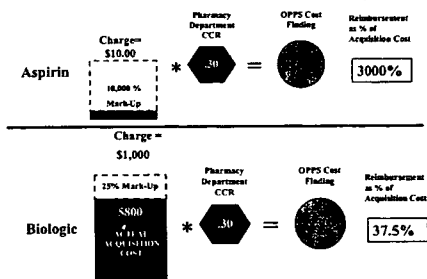 Charge=
$10.00
Pharmacy
Department
CCR
OPPS Cost
Finding
Reimbursement
as % of
Acquisition Cost
Aspirin
10,000 %
Mark-Up
*
.30
=
3000%
Charge =
$1,000
Pharmacy
Department
CCR
OPPS Cost
Finding
Reimbursement
as % of
Acquisition Cost
25% Mark-Up
Biologic
$800
ACTUAL
ACQUISITION
COST
*
.30
=
37.5%